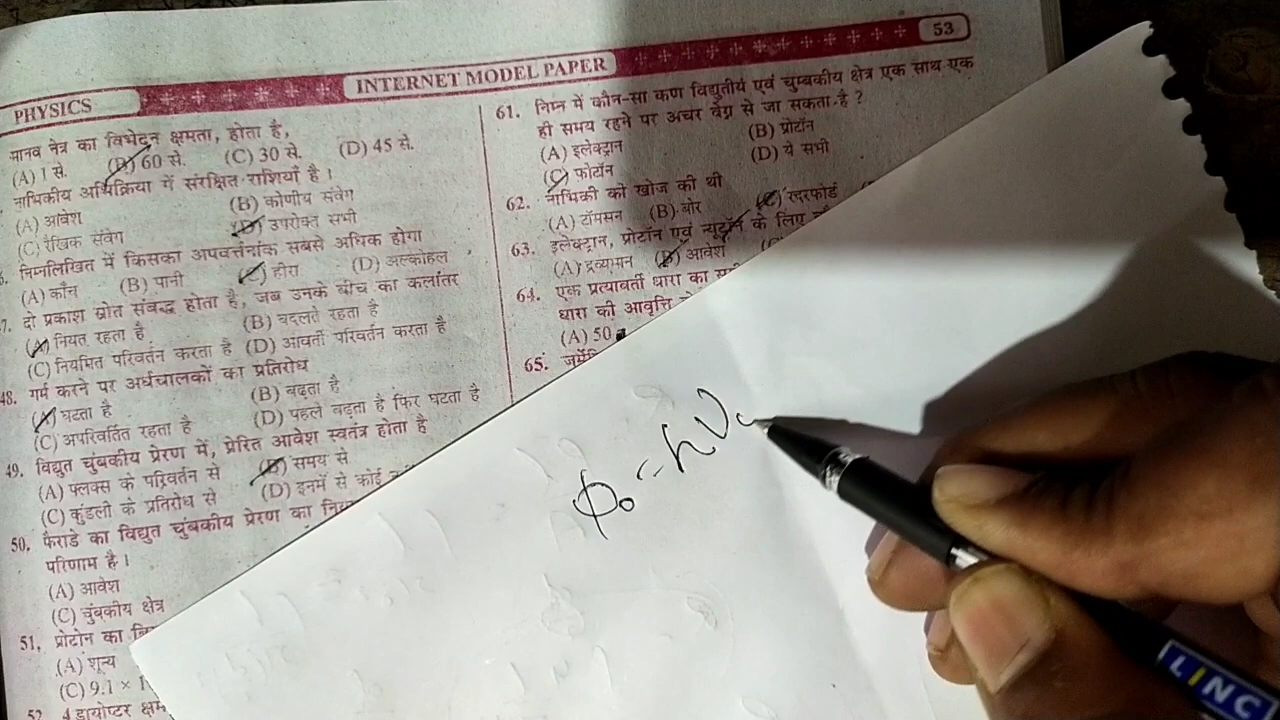 53
INTERNET MODEL PAPER
PHYSICS
मानव नेत्र का विभेदन क्षमता, होता है,
(A) 1 से. (B) 60 से. (C) 30 से. (D) 45 से.
नाभिकीय अभिक्रिया में संरक्षित राशियाँ है।
(A) आवेश (B) कोणीय संवेग
(C) रैखिक संवेग (D) उपरोक्त सभी
निम्नलिखित में किसका अपवर्त्तनांक सबसे अधिक होगा
(A) काँच (B) पानी (C) हीरा (D) अल्कोहल
7. दो प्रकाश स्रोत संबद्ध होता है, जब उनके बीच का कलांतर
(A) नियत रहता है (B) बदलते रहता है
(C) नियमित परिवर्तन करता है (D) आवर्ती परिवर्तन करता है
48. गर्म करने पर अर्धचालकों का प्रतिरोध
(A) घटता है (B) बढ़ता है
(C) अपरिवर्तित रहता है (D) पहले बढ़ता है फिर घटता है
49. विद्युत चुंबकीय प्रेरण में, प्रेरित आवेश स्वतंत्र होता है
(A) फ्लक्स के परिवर्तन से (B) समय से
(C) कुंडली के प्रतिरोध से (D) इनमें से कोई
50. फैराडे का विद्युत चुंबकीय प्रेरण का
परिणाम है।
(A) आवेश
(C) चुंबकीय क्षेत्र
51. प्रोटोन का
(A) शून्य
(C) 9.1 ×
52. 4 डायोप्टर
61. निम्न में कौन-सा कण विद्युतीय एवं चुम्बकीय क्षेत्र एक साथ एक
ही समय रहने पर अचर वेग से जा सकता है ?
(A) इलेक्ट्रान (B) प्रोटॉन
(C) फोटॉन (D) ये सभी
62. नाभिकी की खोज की थी
(A) टॉमसन (B) बोर (C) रदरफोर्ड
63. इलेक्ट्रान, प्रोटॉन एवं न्यूट्रॉन के लिए
(A) द्रव्यमान (B) आवेश
64. एक प्रत्यावर्ती धारा का
धारा की आवृत्ति
(A) 50
65.
ϕ₀ = hν₀
LINC